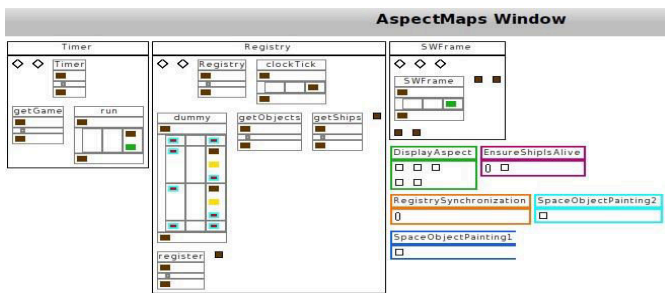 AspectMaps Window
Timer
Registry
SWFrame
Timer
Registry
clockTick
SWFrame
getGame
run
dummy
getObjects
getShips
DisplayAspect
EnsureShipIsAlive
RegistrySynchronization
SpaceObjectPainting2
SpaceObjectPainting1
register